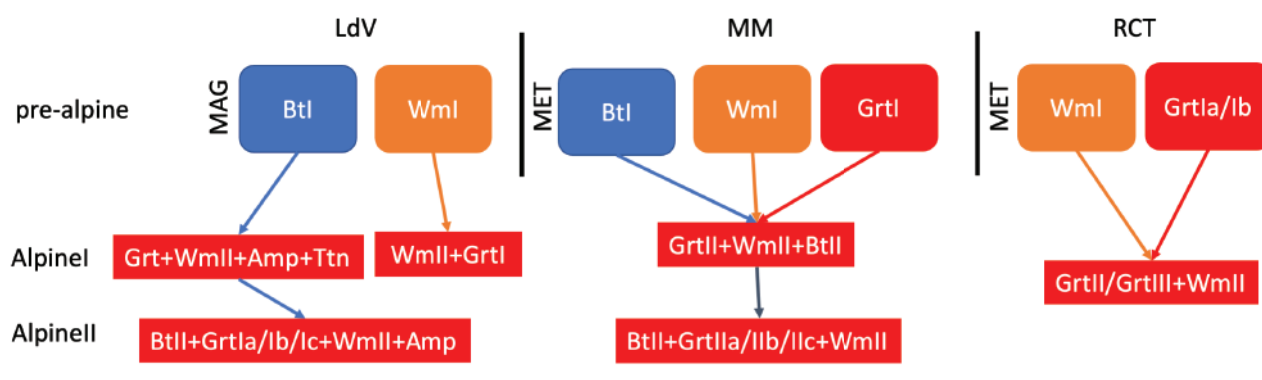 LdV
MM
RCT
pre-alpine
MAG
BtI
WmI
MET
BtI
WmI
GrtI
MET
WmI
GrtIa/Ib
AlpineI
Grt+WmII+Amp+Ttn
WmII+GrtI
GrtII+WmII+BtII
GrtII/GrtIII+WmII
AlpineII
BtII+GrtIa/Ib/Ic+WmII+Amp
BtII+GrtIIa/IIb/IIc+WmII